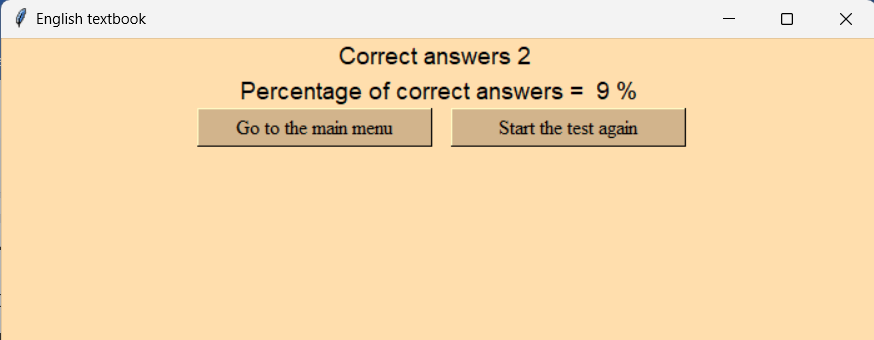 English textbook
Correct answers 2
Percentage of correct answers =  9 %
Go to the main menu
Start the test again